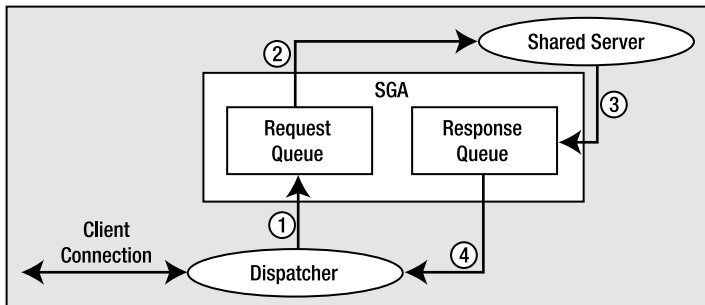 Shared Server
②
SGA
③
Request
Queue
Response
Queue
①
④
Client
Connection
Dispatcher